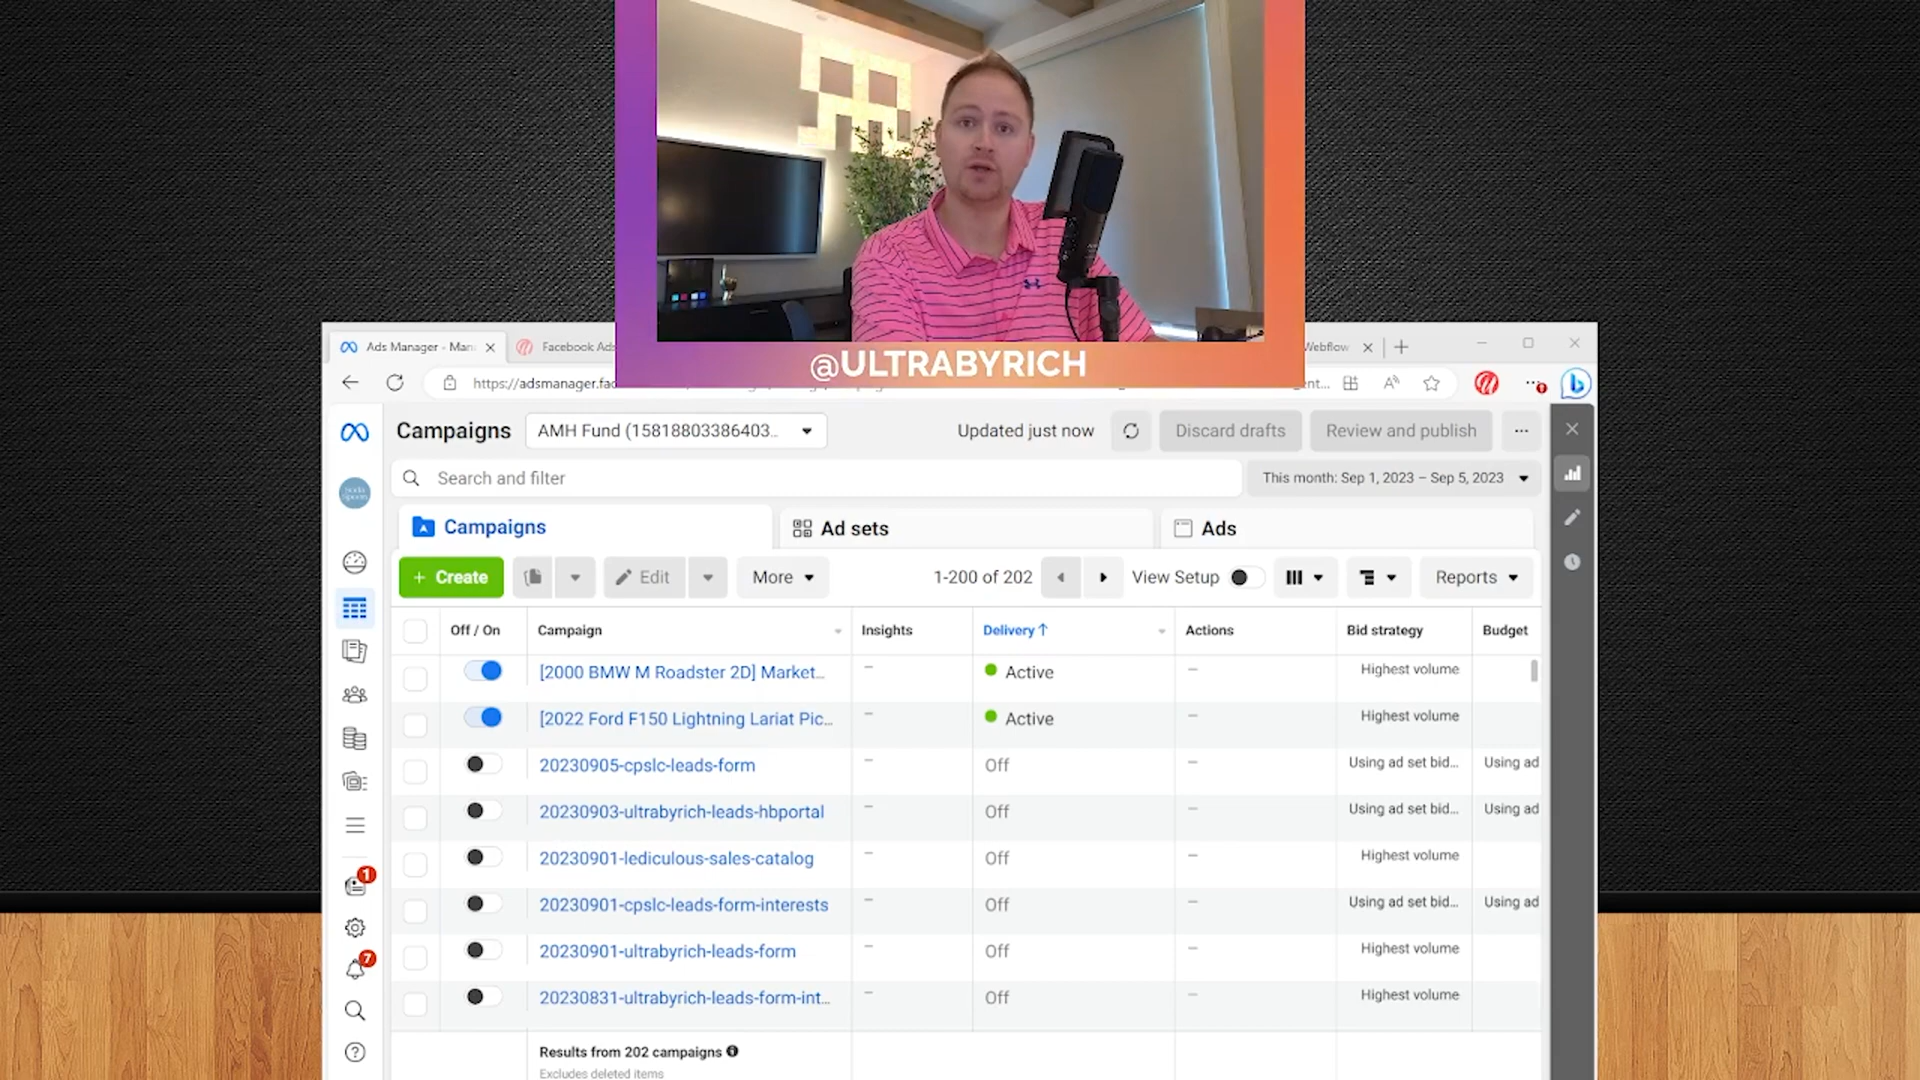 @ULTRABYRICH
Ads Manager - Man
Facebook Ads
Webflow
https://adsmanager.fac
ent...
Campaigns
AMH Fund (15818803386403...
Updated just now
Discard drafts
Review and publish
Search and filter
This month: Sep 1, 2023 – Sep 5, 2023
Campaigns
Ad sets
Ads
+ Create
Edit
More
1-200 of 202
View Setup
Reports
Off / On
Campaign
Insights
Delivery ↑
Actions
Bid strategy
Budget
[2000 BMW M Roadster 2D] Market...
—
Active
—
Highest volume
[2022 Ford F150 Lightning Lariat Pic...
—
Active
—
Highest volume
20230905-cpslc-leads-form
—
Off
—
Using ad set bid...
Using ad
20230903-ultrabyrich-leads-hbportal
—
Off
—
Using ad set bid...
Using ad
20230901-lediculous-sales-catalog
—
Off
—
Highest volume
20230901-cpslc-leads-form-interests
—
Off
—
Using ad set bid...
Using ad
20230901-ultrabyrich-leads-form
—
Off
—
Highest volume
20230831-ultrabyrich-leads-form-int...
—
Off
—
Highest volume
1
7
Results from 202 campaigns
Excludes deleted items